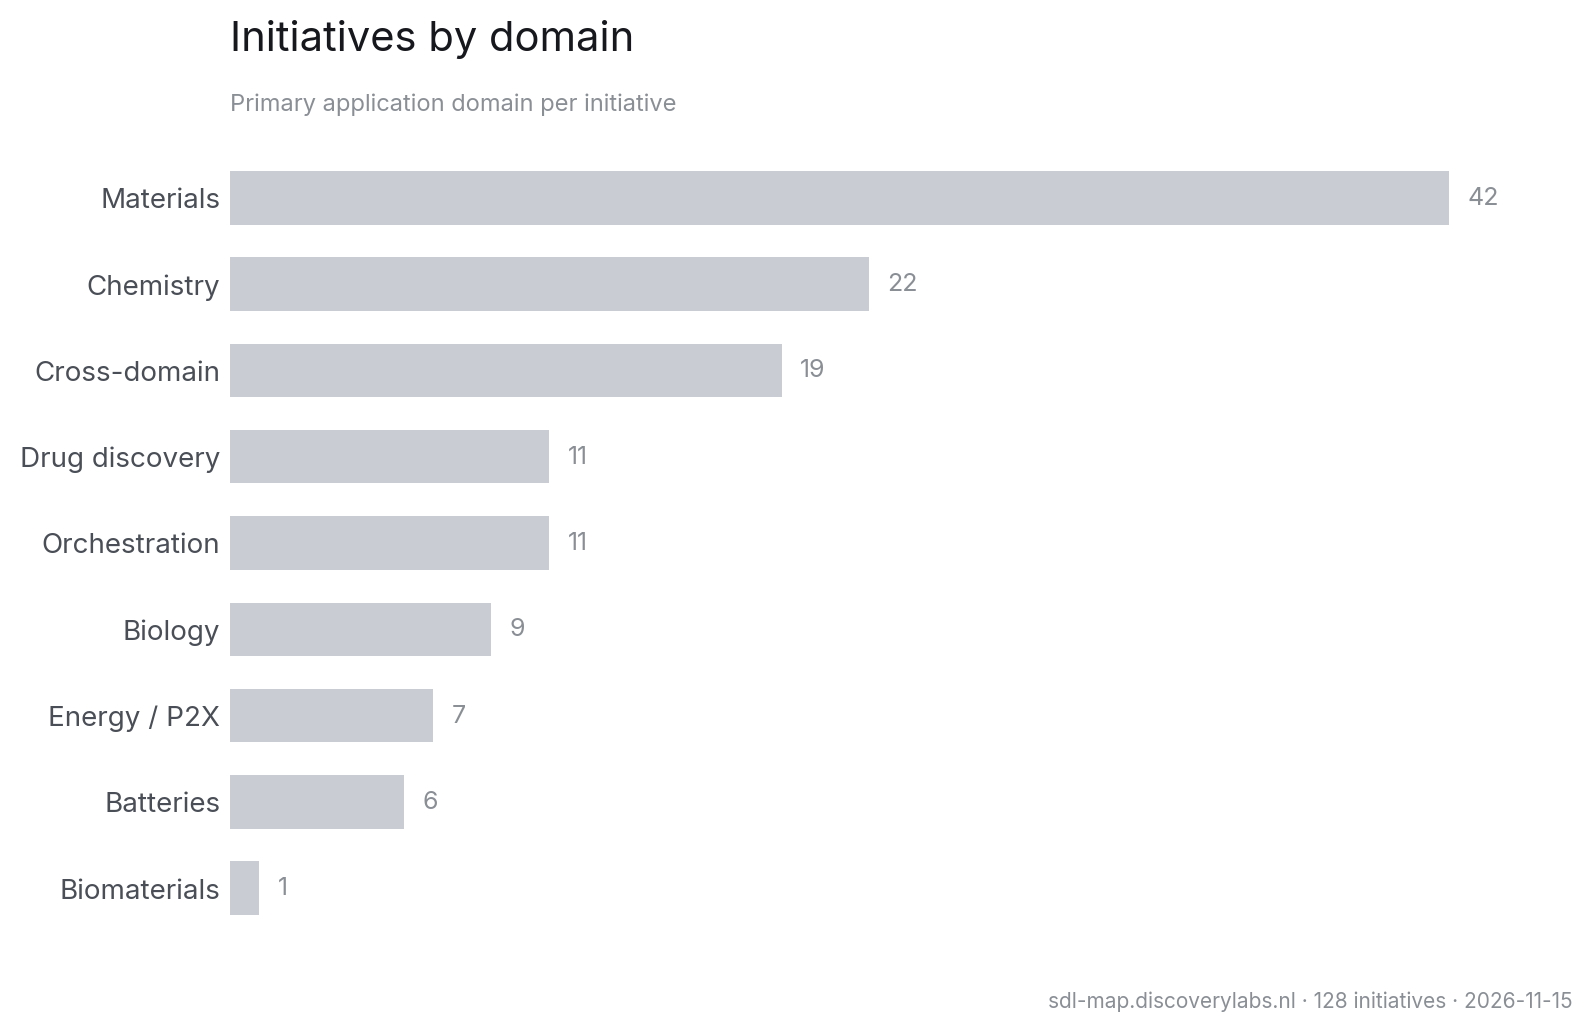 Initiatives by domain
Primary application domain per initiative
Materials 42
Chemistry 22
Cross-domain 19
Drug discovery 11
Orchestration 11
Biology 9
Energy / P2X 7
Batteries 6
Biomaterials 1
sdl-map.discoverylabs.nl · 128 initiatives · 2026-11-15